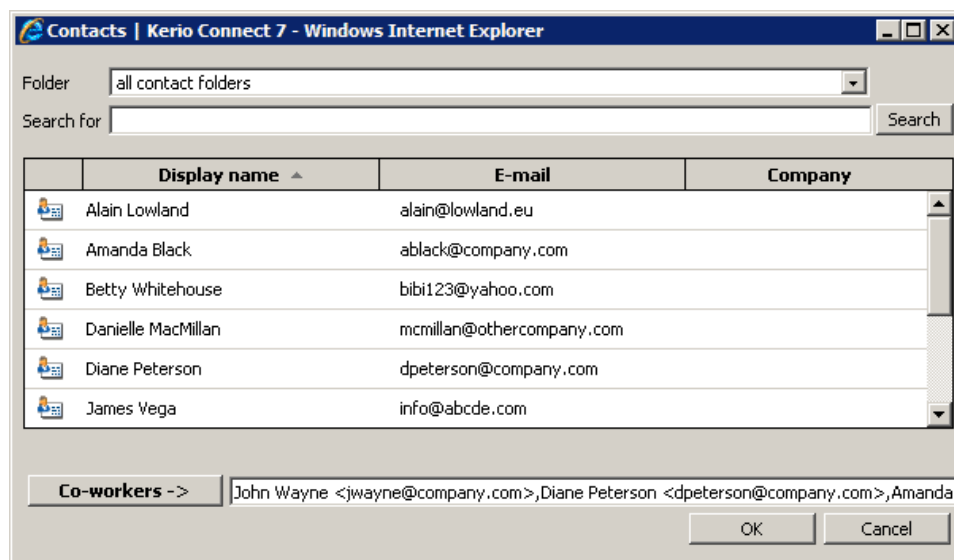 Contacts | Kerio Connect 7 - Windows Internet Explorer
Folder all contact folders
Search for Search
Display name E-mail Company
Alain Lowland alain@lowland.eu
Amanda Black ablack@company.com
Betty Whitehouse bibi123@yahoo.com
Danielle MacMillan mcmillan@othercompany.com
Diane Peterson dpeterson@company.com
James Vega info@abcde.com
Co-workers -> John Wayne <jwayne@company.com>,Diane Peterson <dpeterson@company.com>,Amanda
OK Cancel